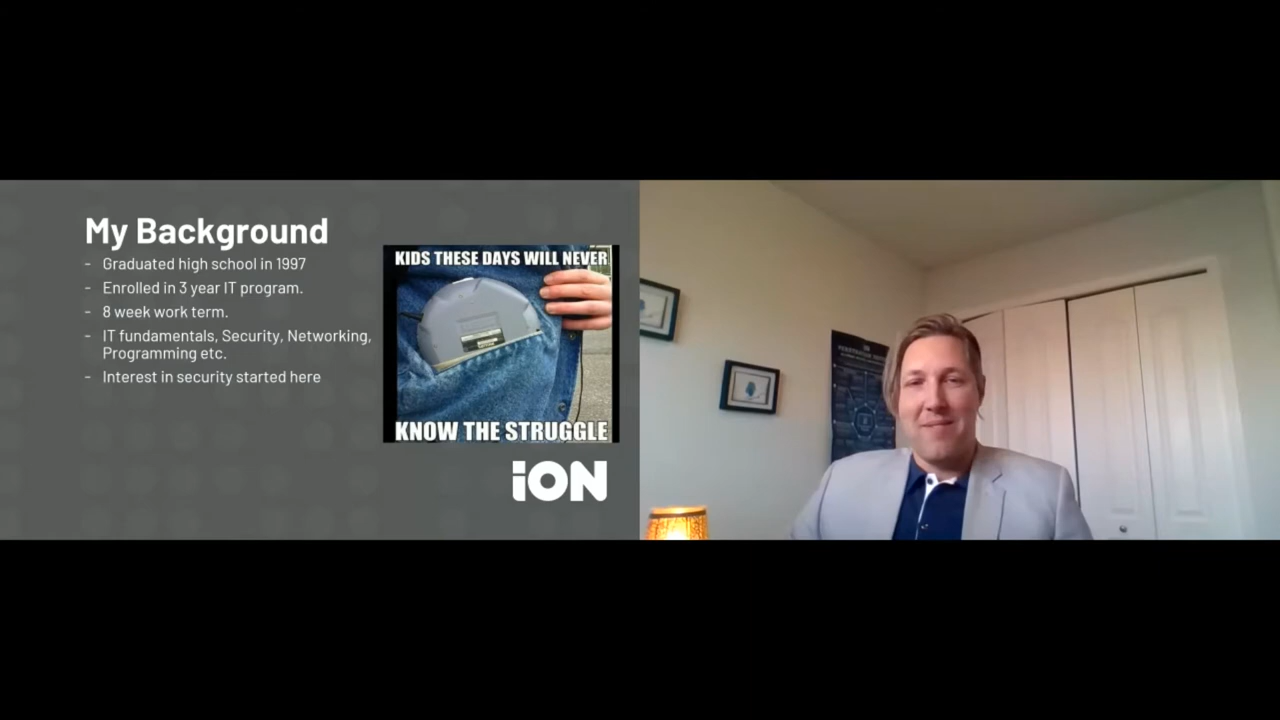 My Background
- Graduated high school in 1997
- Enrolled in 3 year IT program.
- 8 week work term.
- IT fundamentals, Security, Networking,
Programming etc.
- Interest in security started here
KIDS THESE DAYS WILL NEVER
KNOW THE STRUGGLE
iON